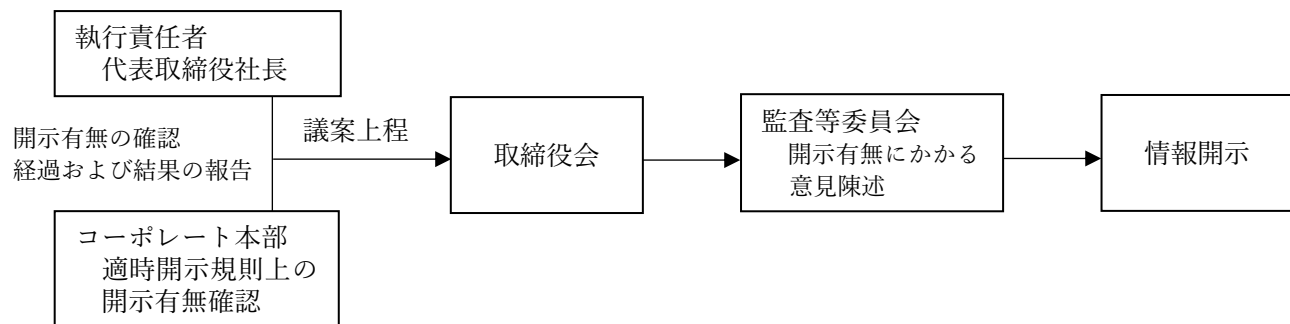 執行責任者
代表取締役社長
開示有無の確認
経過および結果の報告
コーポレート本部
適時開示規則上の
開示有無確認
議案上程
取締役会
監査等委員会
開示有無にかかる
意見陳述
情報開示